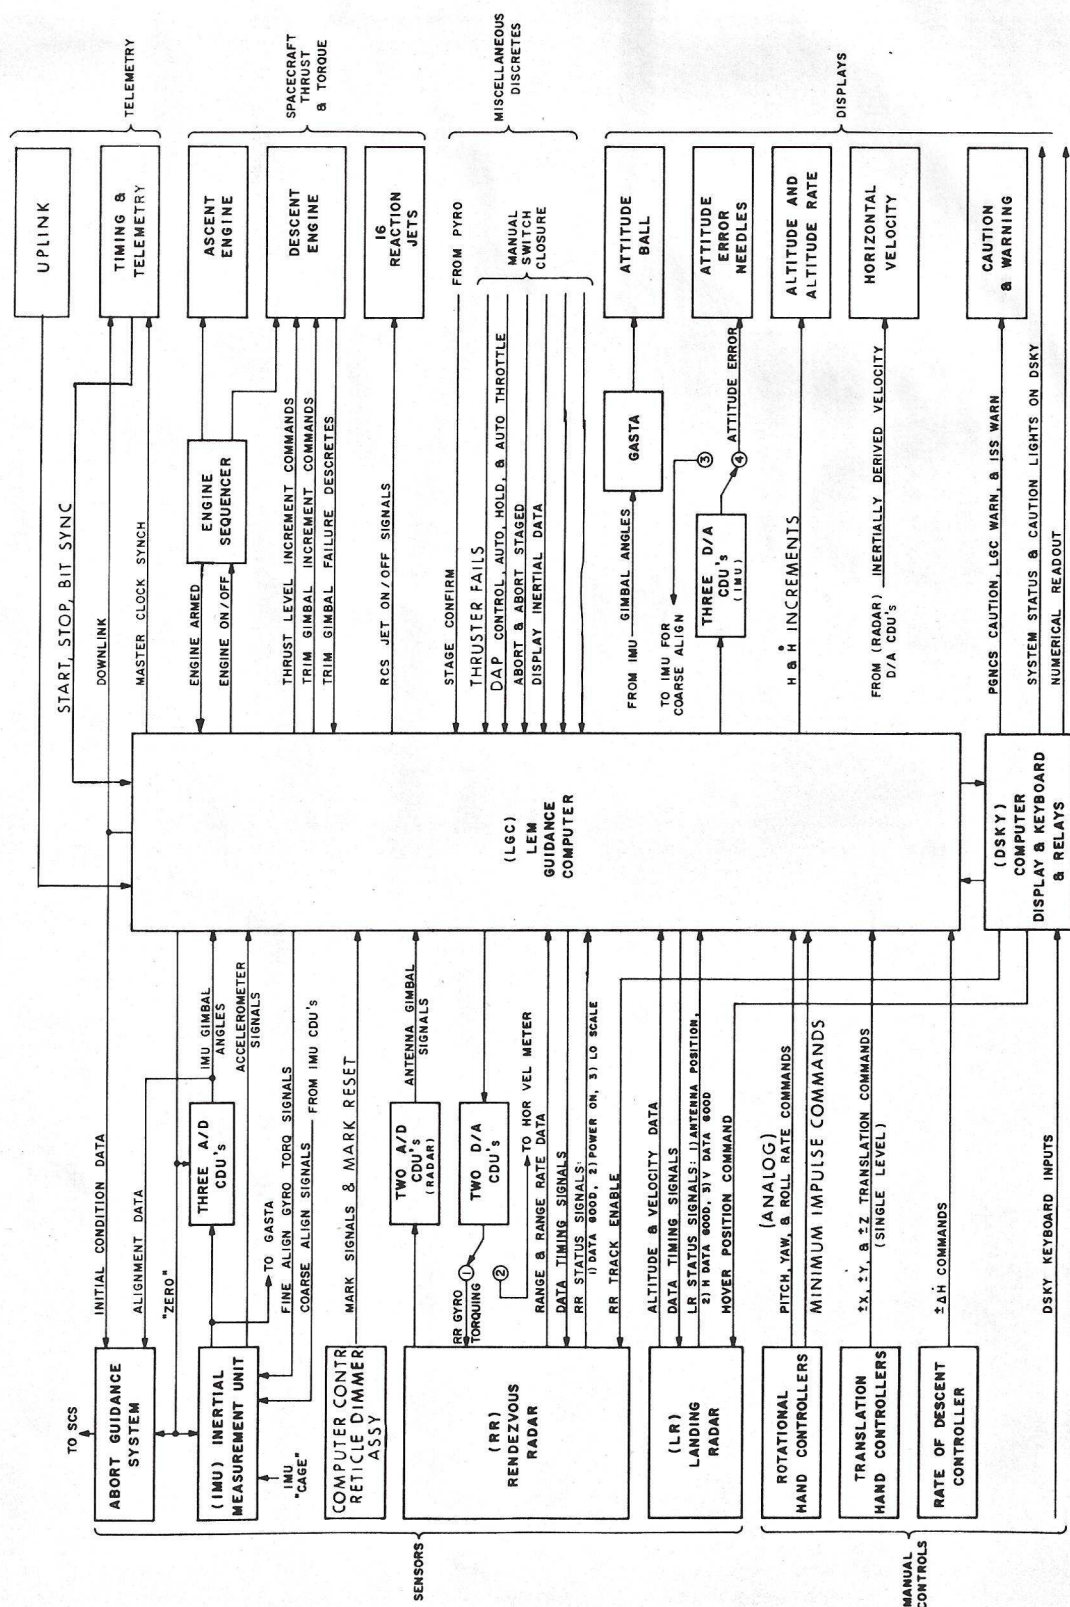 TO SCS
ABORT GUIDANCE
SYSTEM
INITIAL CONDITION DATA
ALIGNMENT DATA
"ZERO"
(IMU) INERTIAL
MEASUREMENT UNIT
IMU
"CAGE"
THREE A/D
CDU's
IMU GIMBAL
ANGLES
ACCELEROMETER
SIGNALS
TO GASTA
FINE ALIGN GYRO TORQ SIGNALS
COARSE ALIGN SIGNALS
FROM IMU CDU's
COMPUTER CONTR
RETICLE DIMMER
ASSY
MARK SIGNALS & MARK RESET
SENSORS
(RR)
RENDEZVOUS
RADAR
TWO A/D
CDU's
(RADAR)
ANTENNA GIMBAL
SIGNALS
TWO D/A
CDU's
1
2
RR GYRO
TORQUING
TO HOR VEL METER
RANGE & RANGE RATE DATA
DATA TIMING SIGNALS
RR STATUS SIGNALS:
1) DATA GOOD, 2) POWER ON, 3) LO SCALE
RR TRACK ENABLE
(LR)
LANDING
RADAR
ALTITUDE & VELOCITY DATA
DATA TIMING SIGNALS
LR STATUS SIGNALS: 1) ANTENNA POSITION,
2) H DATA GOOD, 3) V DATA GOOD
HOVER POSITION COMMAND
MANUAL
CONTROLS
ROTATIONAL
HAND CONTROLLERS
(ANALOG)
PITCH, YAW, & ROLL RATE COMMANDS
MINIMUM IMPULSE COMMANDS
TRANSLATION
HAND CONTROLLERS
±X, ±Y, & ±Z TRANSLATION COMMANDS
(SINGLE LEVEL)
RATE OF DESCENT
CONTROLLER
± ΔḢ COMMANDS
DSKY KEYBOARD INPUTS
(LGC)
LEM
GUIDANCE
COMPUTER
(DSKY)
COMPUTER
DISPLAY & KEYBOARD
& RELAYS
UPLINK
START, STOP, BIT SYNC
TIMING &
TELEMETRY
DOWNLINK
MASTER CLOCK SYNCH
TELEMETRY
ENGINE ARMED
ENGINE ON/OFF
ENGINE
SEQUENCER
ASCENT
ENGINE
DESCENT
ENGINE
THRUST LEVEL INCREMENT COMMANDS
TRIM GIMBAL INCREMENT COMMANDS
TRIM GIMBAL FAILURE DISCRETES
RCS JET ON/OFF SIGNALS
16
REACTION
JETS
SPACECRAFT
THRUST
& TORQUE
STAGE CONFIRM
FROM PYRO
THRUSTER FAILS
DAP CONTROL, AUTO, HOLD, & AUTO THROTTLE
ABORT & ABORT STAGED
DISPLAY INERTIAL DATA
MANUAL
SWITCH
CLOSURE
MISCELLANEOUS
DISCRETES
FROM IMU
GIMBAL ANGLES
GASTA
ATTITUDE
BALL
TO IMU FOR
COARSE ALIGN
3
4
THREE D/A
CDU's
(IMU)
ATTITUDE ERROR
ATTITUDE
ERROR
NEEDLES
H & Ḣ INCREMENTS
ALTITUDE AND
ALTITUDE RATE
FROM (RADAR)
D/A CDU's
INERTIALLY DERIVED VELOCITY
HORIZONTAL
VELOCITY
PGNCS CAUTION, LGC WARN, & ISS WARN
CAUTION
& WARNING
SYSTEM STATUS & CAUTION LIGHTS ON DSKY
NUMERICAL READOUT
DISPLAYS